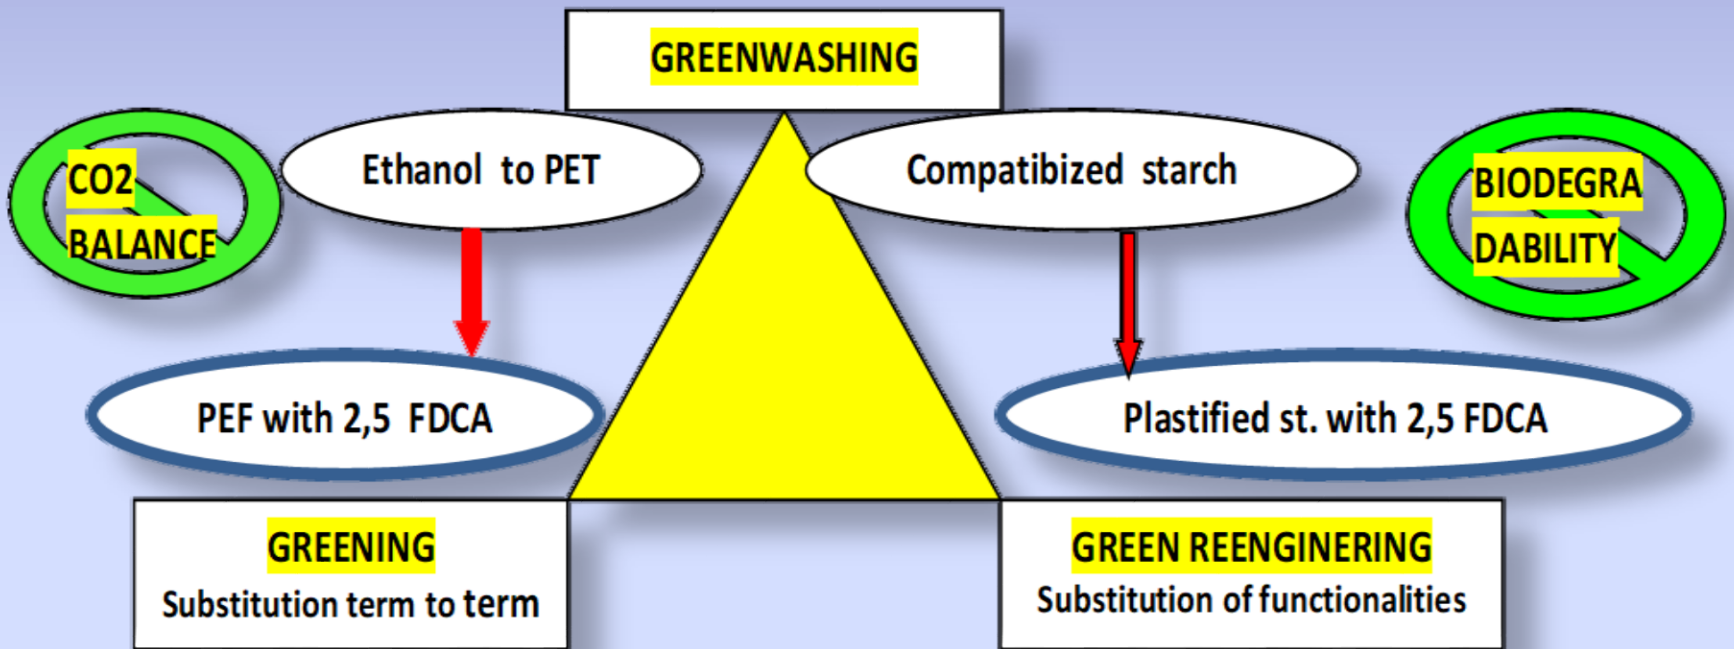 GREENWASHING
CO2
BALANCE
Ethanol to PET
Compatibized starch
BIODEGRA
DABILITY
PEF with 2,5 FDCA
Plastified st. with 2,5 FDCA
GREENING
Substitution term to term
GREEN REENGINERING
Substitution of functionalities